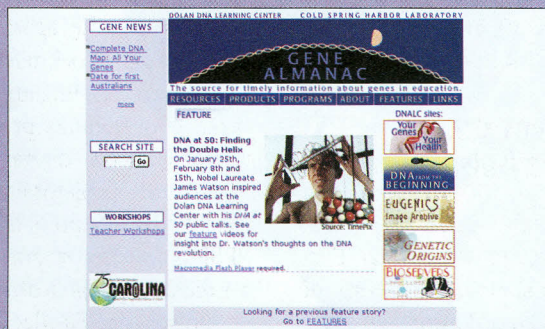 DOLAN DNA LEARNING CENTER COLD SPRING HARBOR LABORATORY
GENE NEWS
Complete DNA
Map: All Your
Genes
Date for first
Australians
more
SEARCH SITE
Go
WORKSHOPS
Teacher Workshops
75
CAROLINA
GENE
ALMANAC
The source for timely information about genes in education.
RESOURCES PRODUCTS PROGRAMS ABOUT FEATURES LINKS
FEATURE
DNA at 50: Finding
the Double Helix
On January 25th,
February 8th and
15th, Nobel Laureate
James Watson inspired
audiences at the
Dolan DNA Learning
Center with his DNA at
50 public talks. See
our feature videos for
insight into Dr. Watson's thoughts on the DNA
revolution.
Source: TimePix
Macromedia Flash Player required.
DNALC sites:
Your
Genes
Your
Health
DNA FROM THE
BEGINNING
EUGENICS
Image Archive
GENETIC
ORIGINS
BIOSERVERS
Looking for a previous feature story?
Go to FEATURES